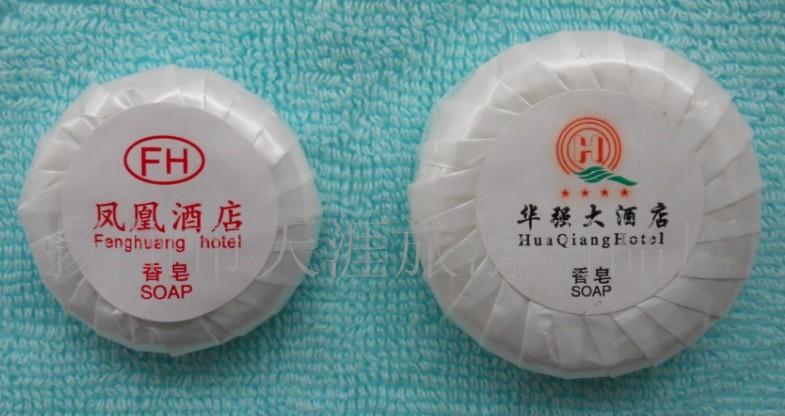 FH
凤凰酒店
Fenghuang hotel
香皂
SOAP
H
华强大酒店
HuaQiangHotel
香皂
SOAP